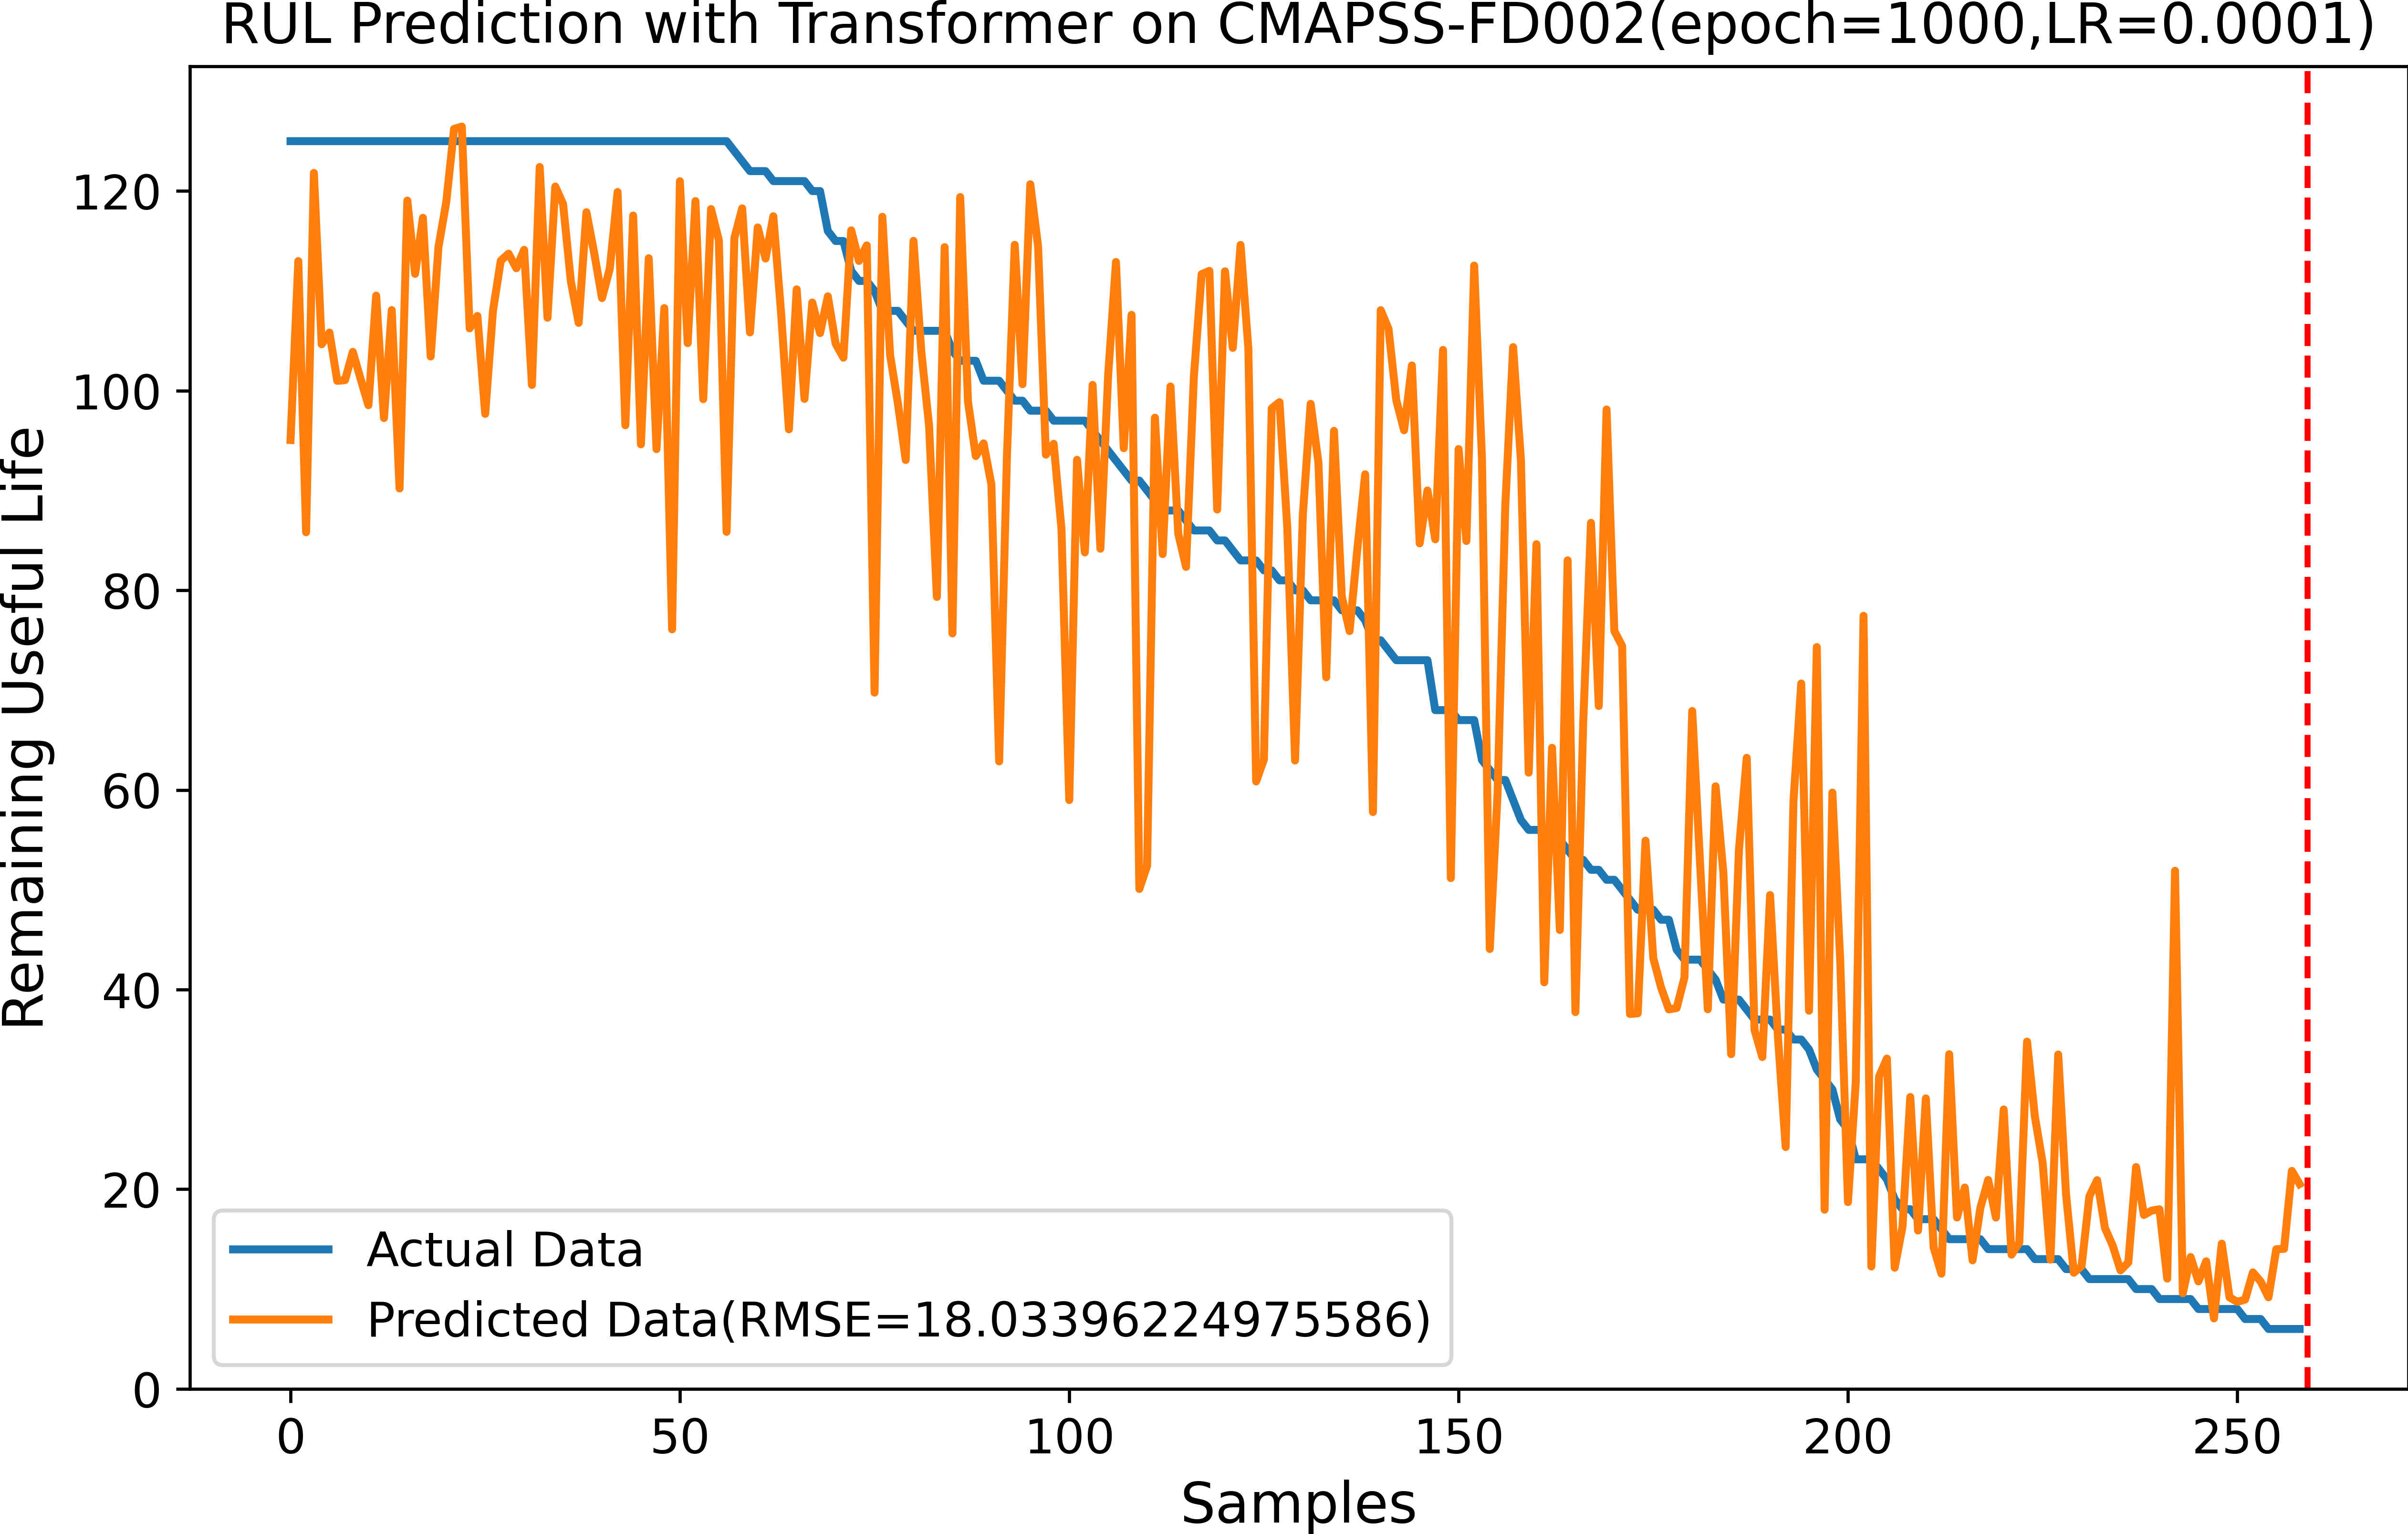 RUL Prediction with Transformer on CMAPSS-FD002(epoch=1000,LR=0.0001)
Remaining Useful Life
120
100
80
60
40
20
0
Actual Data
Predicted Data(RMSE=18.03396224975586)
0 50 100 150 200 250
Samples